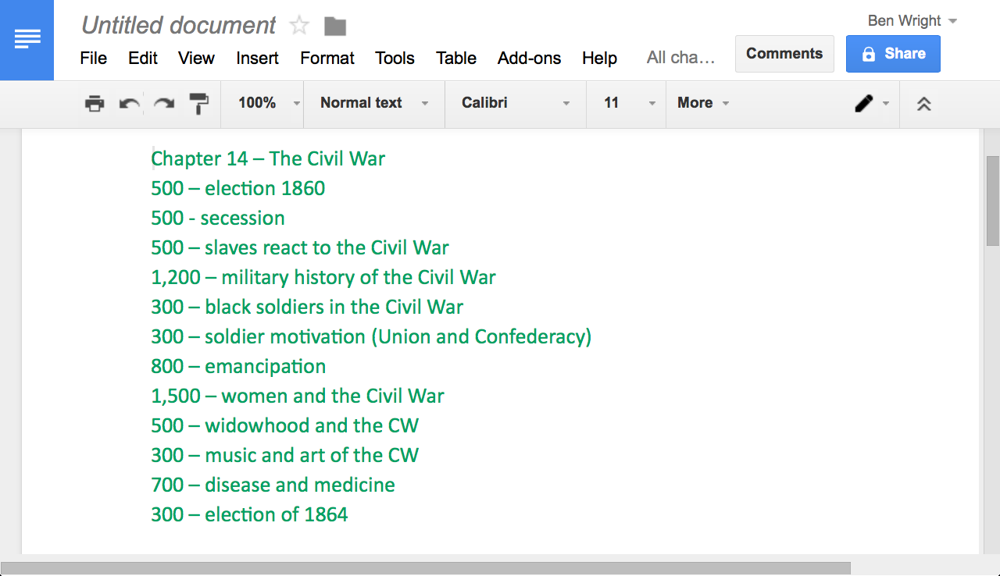 Untitled document
Ben Wright
File Edit View Insert Format Tools Table Add-ons Help All cha...
Comments
Share
100% Normal text Calibri 11 More
Chapter 14 – The Civil War
500 – election 1860
500 - secession
500 – slaves react to the Civil War
1,200 – military history of the Civil War
300 – black soldiers in the Civil War
300 – soldier motivation (Union and Confederacy)
800 – emancipation
1,500 – women and the Civil War
500 – widowhood and the CW
300 – music and art of the CW
700 – disease and medicine
300 – election of 1864